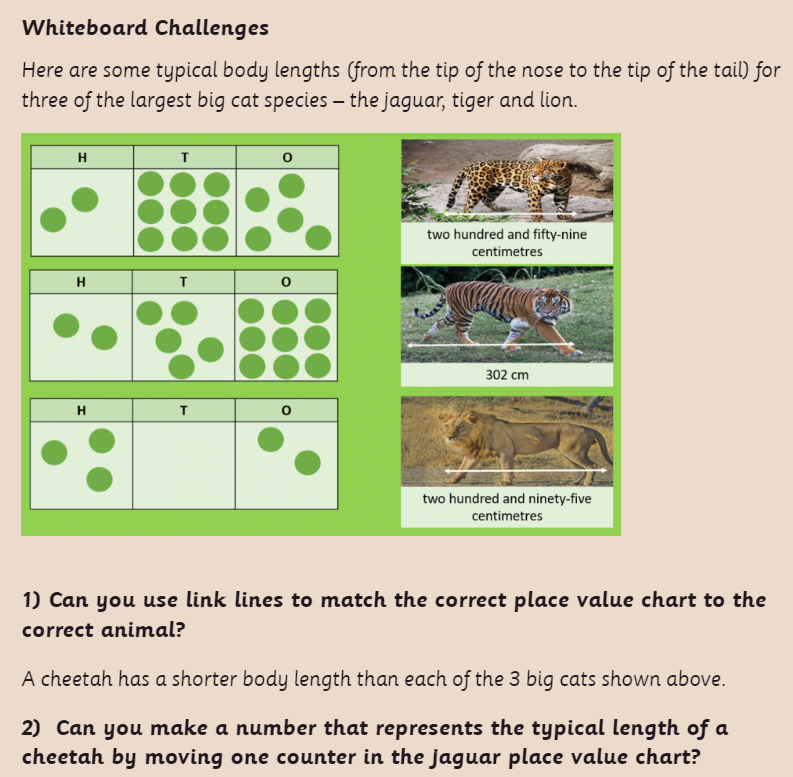 Whiteboard Challenges
Here are some typical body lengths (from the tip of the nose to the tip of the tail) for
three of the largest big cat species – the jaguar, tiger and lion.
H T O
two hundred and fifty-nine
centimetres
H T O
302 cm
H T O
two hundred and ninety-five
centimetres
1) Can you use link lines to match the correct place value chart to the
correct animal?
A cheetah has a shorter body length than each of the 3 big cats shown above.
2) Can you make a number that represents the typical length of a
cheetah by moving one counter in the jaguar place value chart?